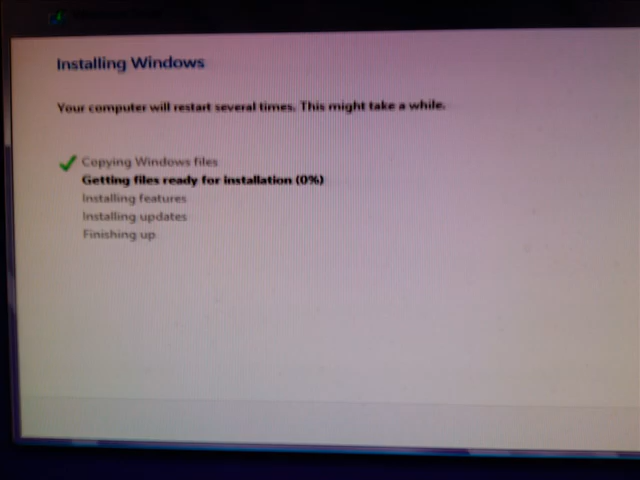 Installing Windows
Your computer will restart several times. This might take a while.
Copying Windows files
Getting files ready for installation (0%)
Installing features
Installing updates
Finishing up